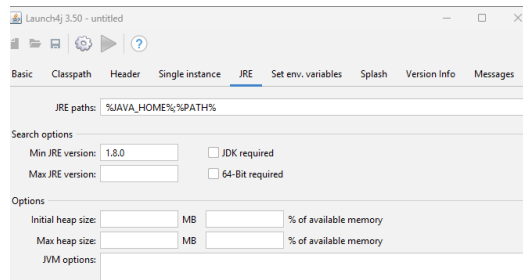 Launch4j 3.50 - untitled
Basic Classpath Header Single instance JRE Set env. variables Splash Version Info Messages
JRE paths: %JAVA_HOME%;%PATH%
Search options
Min JRE version: 1.8.0 JDK required
Max JRE version: 64-Bit required
Options
Initial heap size: MB % of available memory
Max heap size: MB % of available memory
JVM options: